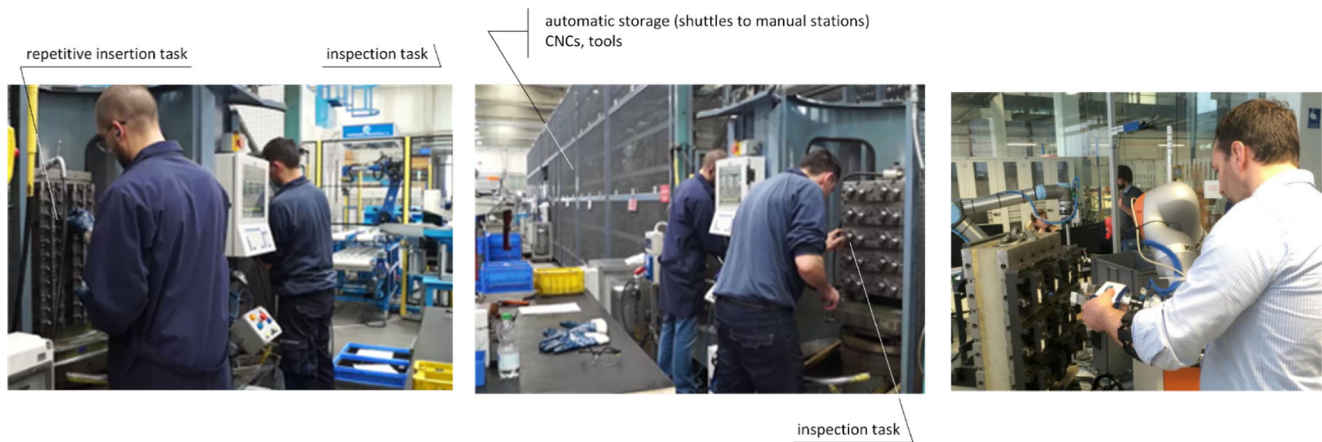 automatic storage (shuttles to manual stations)
CNCs, tools
repetitive insertion task
inspection task
inspection task